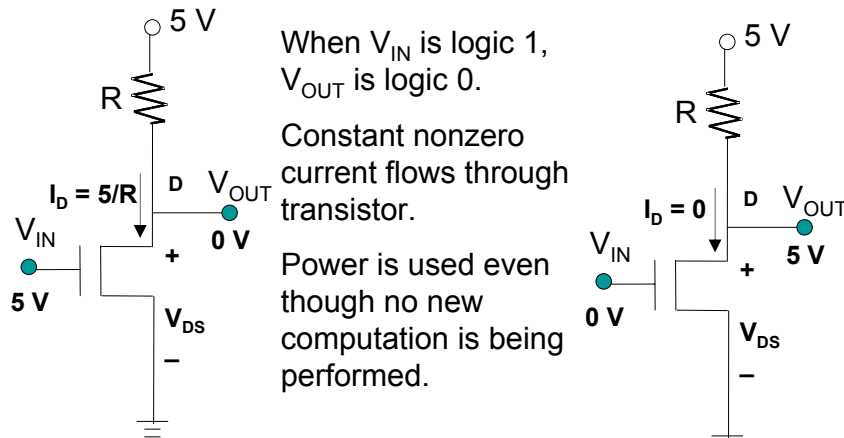 5 V
R
I_D = 5/R
D
V_OUT
0 V
V_IN
5 V
+
V_DS
–
When V_IN is logic 1,
V_OUT is logic 0.
Constant nonzero
current flows through
transistor.
Power is used even
though no new
computation is being
performed.
5 V
R
I_D = 0
D
V_OUT
5 V
V_IN
0 V
+
V_DS
–